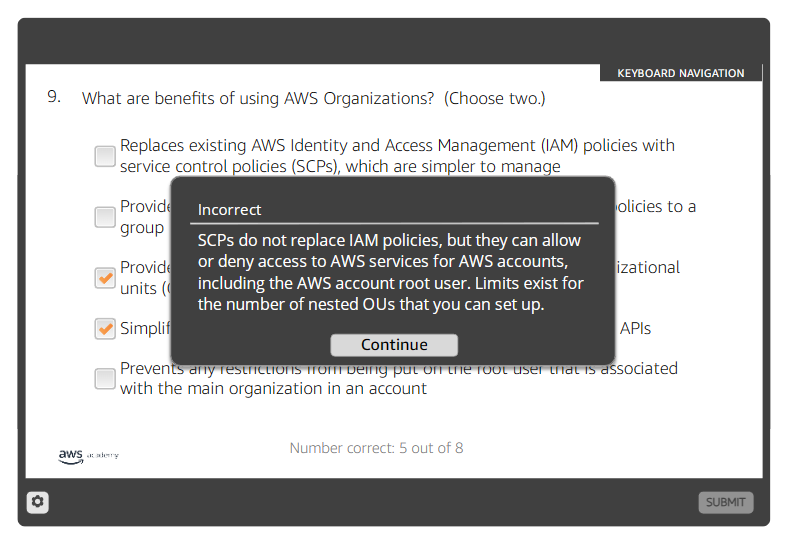 KEYBOARD NAVIGATION
9. What are benefits of using AWS Organizations? (Choose two.)
Replaces existing AWS Identity and Access Management (IAM) policies with
service control policies (SCPs), which are simpler to manage
Provide policies to a
group
Incorrect
SCPs do not replace IAM policies, but they can allow
or deny access to AWS services for AWS accounts,
including the AWS account root user. Limits exist for
the number of nested OUs that you can set up.
Continue
Provide izational
units (
Simplif APIs
Prevents any restrictions from being put on the root user that is associated
with the main organization in an account
Number correct: 5 out of 8
aws academy
SUBMIT